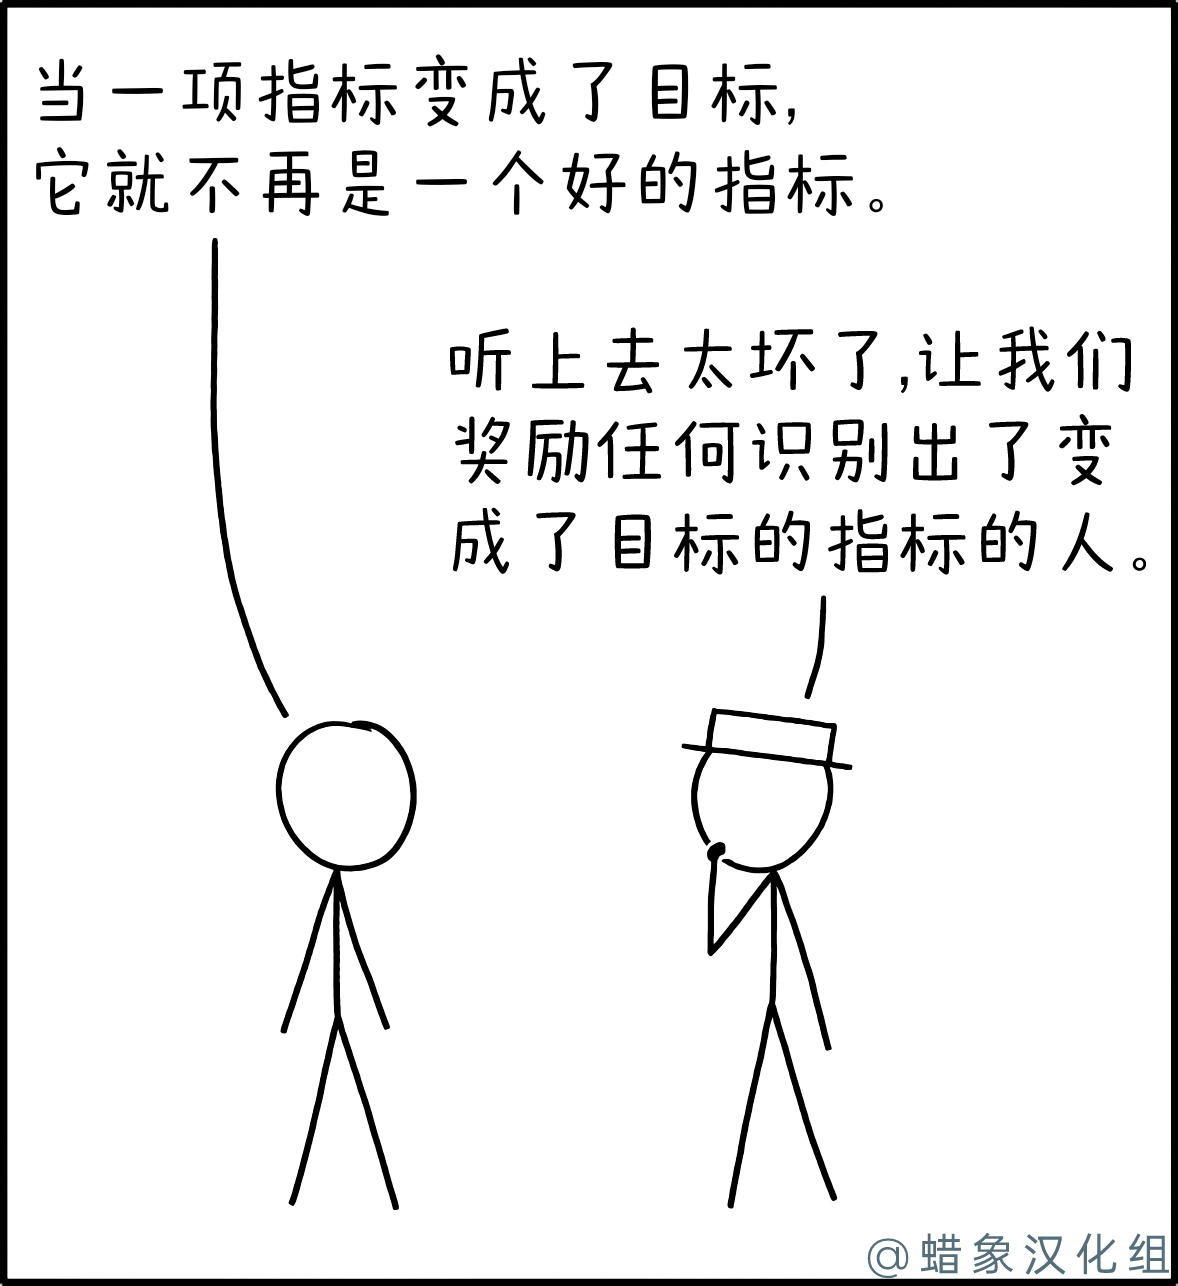 当一项指标变成了目标,
它就不再是一个好的指标。
听上去太坏了,让我们
奖励任何识别出了变
成了目标的指标的人。
@蜡象汉化组